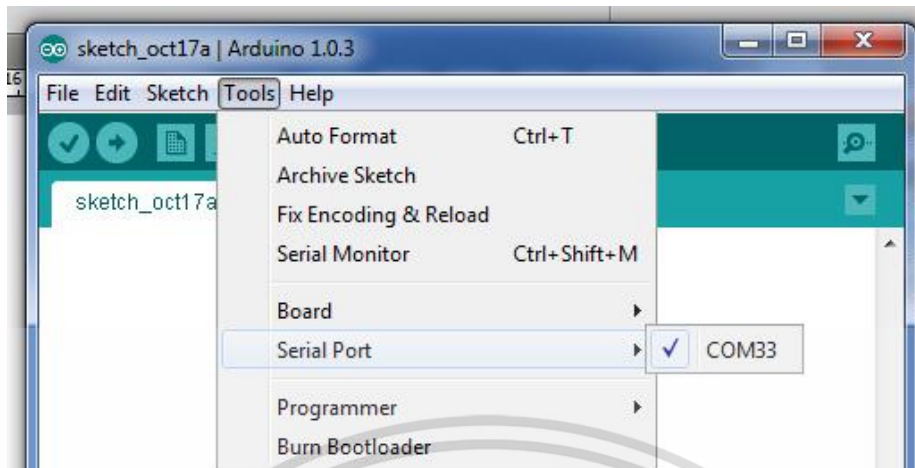 sketch_oct17a | Arduino 1.0.3
16
File Edit Sketch Tools Help
sketch_oct17a
Auto Format Ctrl+T
Archive Sketch
Fix Encoding & Reload
Serial Monitor Ctrl+Shift+M
Board
Serial Port COM33
Programmer
Burn Bootloader